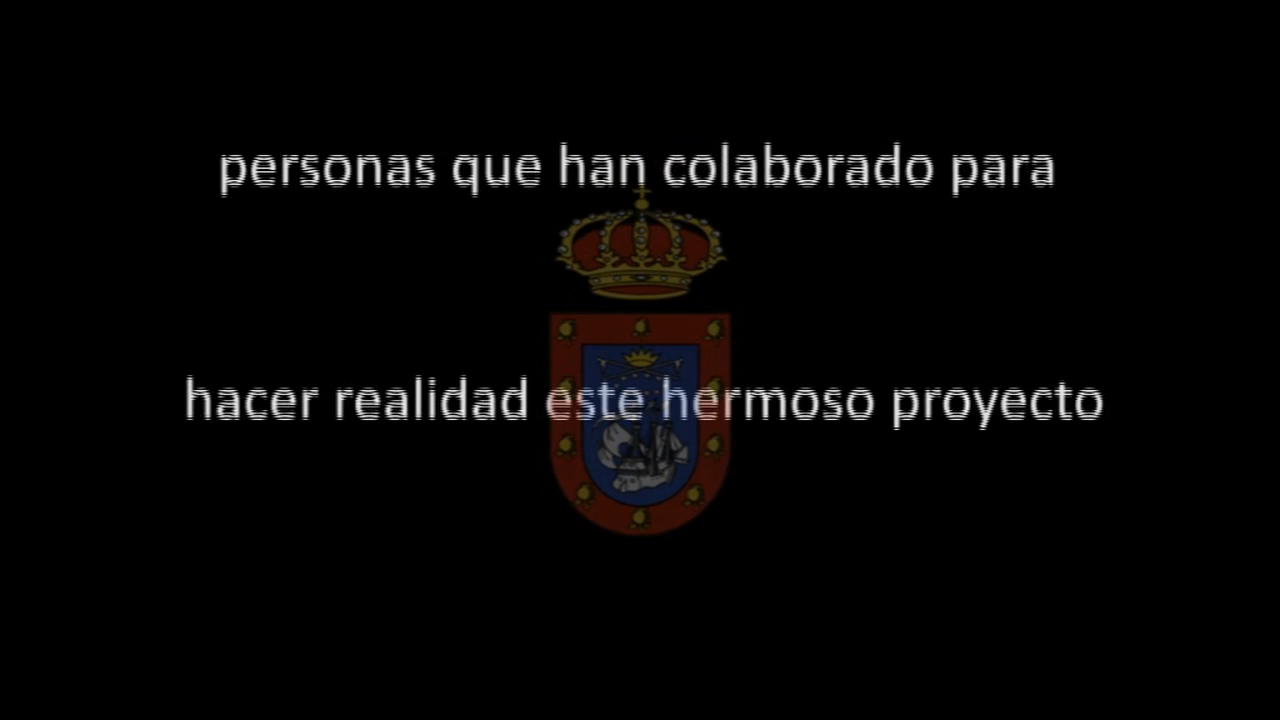 personas que han colaborado para
hacer realidad este hermoso proyecto